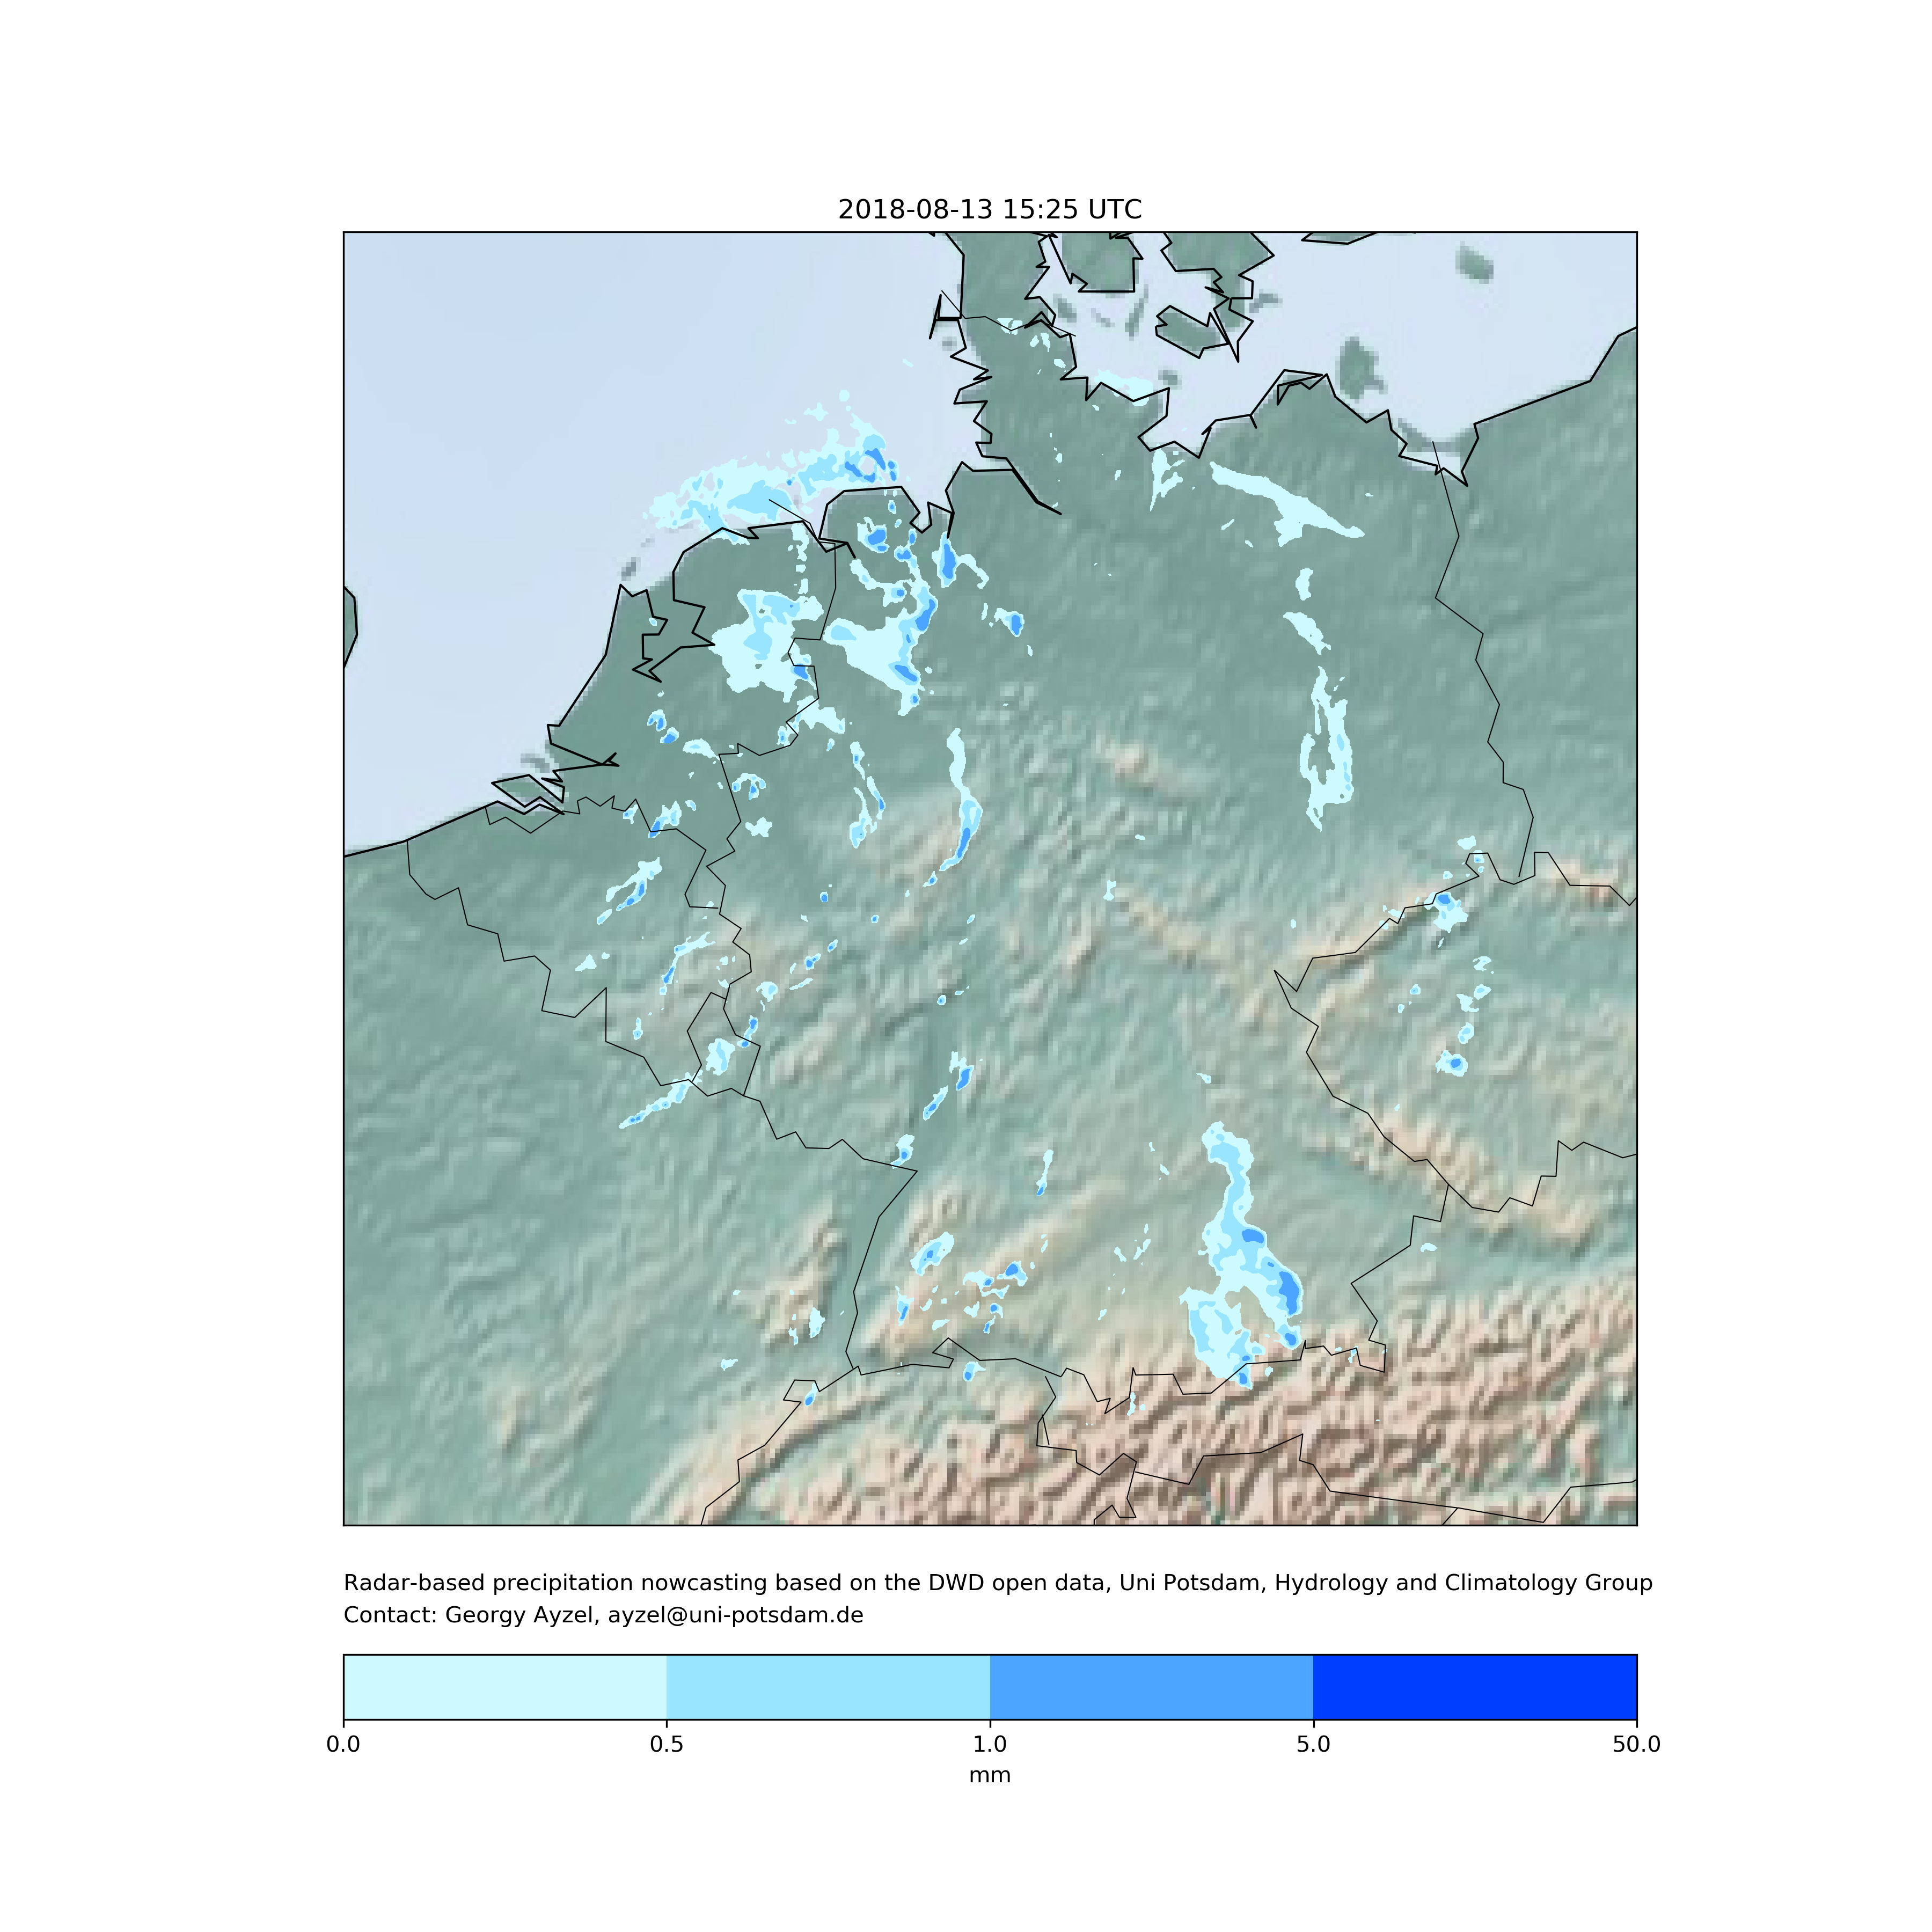 2018-08-13 15:25 UTC
Radar-based precipitation nowcasting based on the DWD open data, Uni Potsdam, Hydrology and Climatology Group
Contact: Georgy Ayzel, ayzel@uni-potsdam.de
0.0 0.5 1.0 5.0 50.0
mm